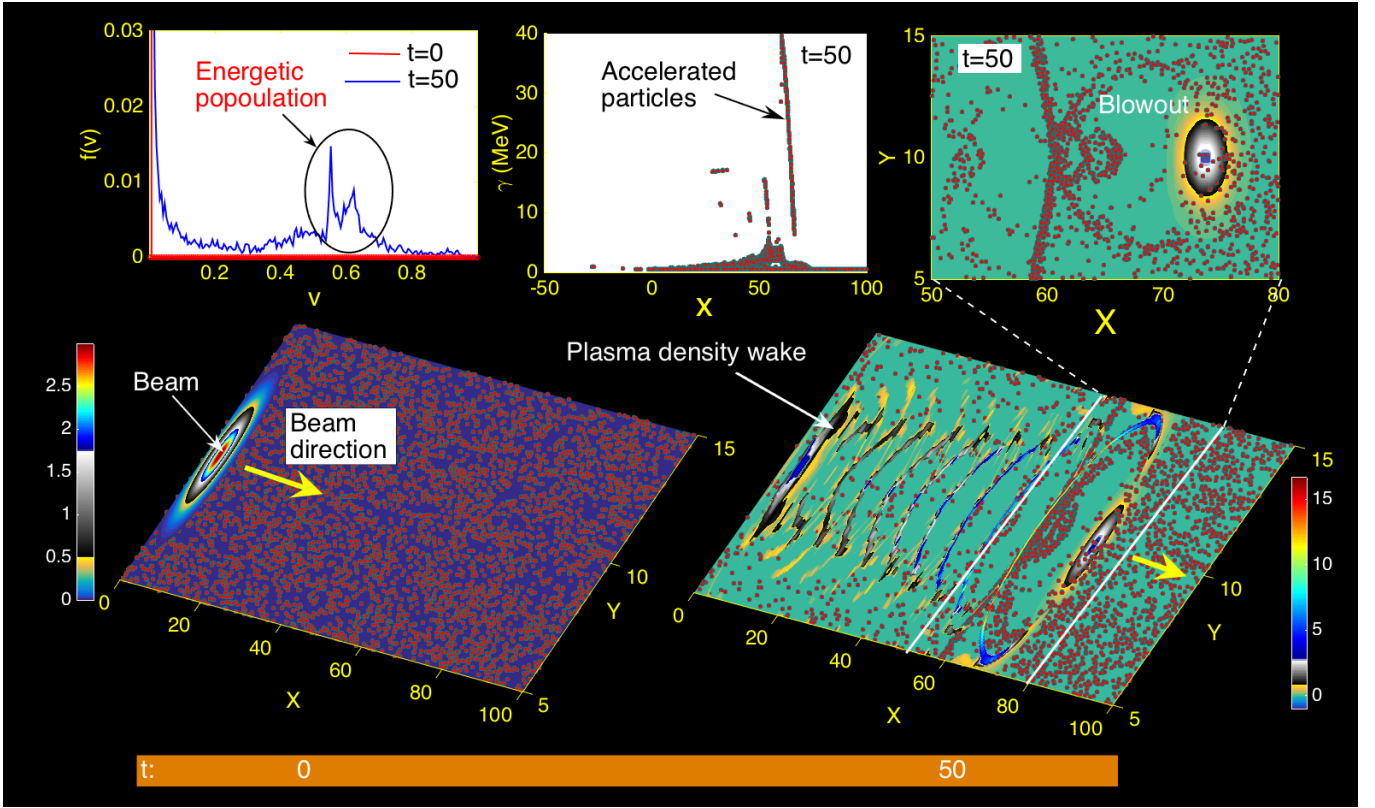 0.03
0.02
0.01
0
f(v)
t=0
t=50
Energetic
popoulation
0.2
0.4
0.6
0.8
v
40
30
20
10
0
γ (MeV)
t=50
Accelerated
particles
-50
0
50
100
X
15
10
5
Y
t=50
Blowout
50
60
70
80
X
2.5
2
1.5
1
0.5
0
Beam
Beam
direction
15
10
5
Y
0
20
40
60
80
100
X
Plasma density wake
15
10
5
Y
0
20
40
60
80
100
X
15
10
5
0
t:
0
50